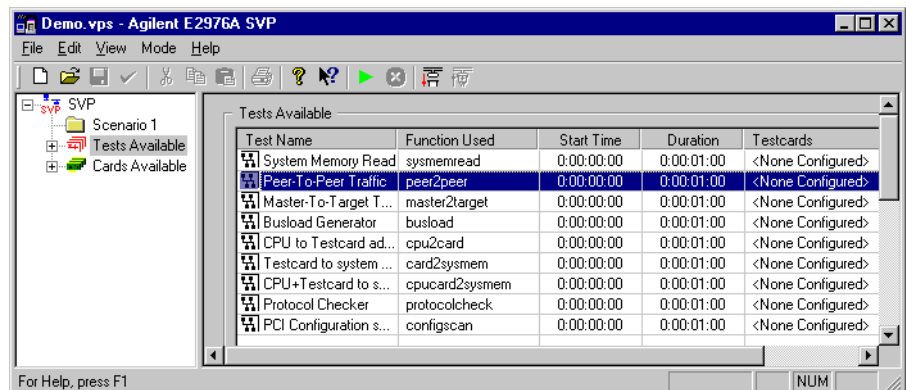 Demo.vps - Agilent E2976A SVP
File Edit View Mode Help
SVP
Scenario 1
Tests Available
Cards Available
Tests Available
Test Name Function Used Start Time Duration Testcards
System Memory Read sysmemread 0:00:00:00 0:00:01:00 <None Configured>
Peer-To-Peer Traffic peer2peer 0:00:00:00 0:00:01:00 <None Configured>
Master-To-Target T... master2target 0:00:00:00 0:00:01:00 <None Configured>
Busload Generator busload 0:00:00:00 0:00:01:00 <None Configured>
CPU to Testcard ad... cpu2card 0:00:00:00 0:00:01:00 <None Configured>
Testcard to system ... card2sysmem 0:00:00:00 0:00:01:00 <None Configured>
CPU+Testcard to s... cpucard2sysmem 0:00:00:00 0:00:01:00 <None Configured>
Protocol Checker protocolcheck 0:00:00:00 0:00:01:00 <None Configured>
PCI Configuration s... configscan 0:00:00:00 0:00:01:00 <None Configured>
For Help, press F1 NUM